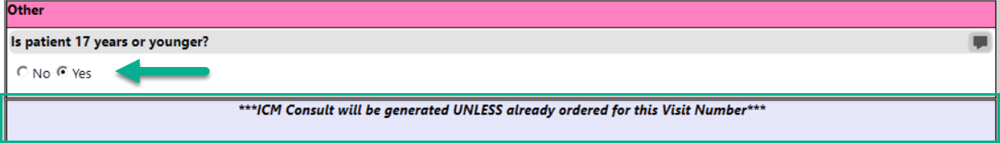 Other
Is patient 17 years or younger?
No Yes
***ICM Consult will be generated UNLESS already ordered for this Visit Number***